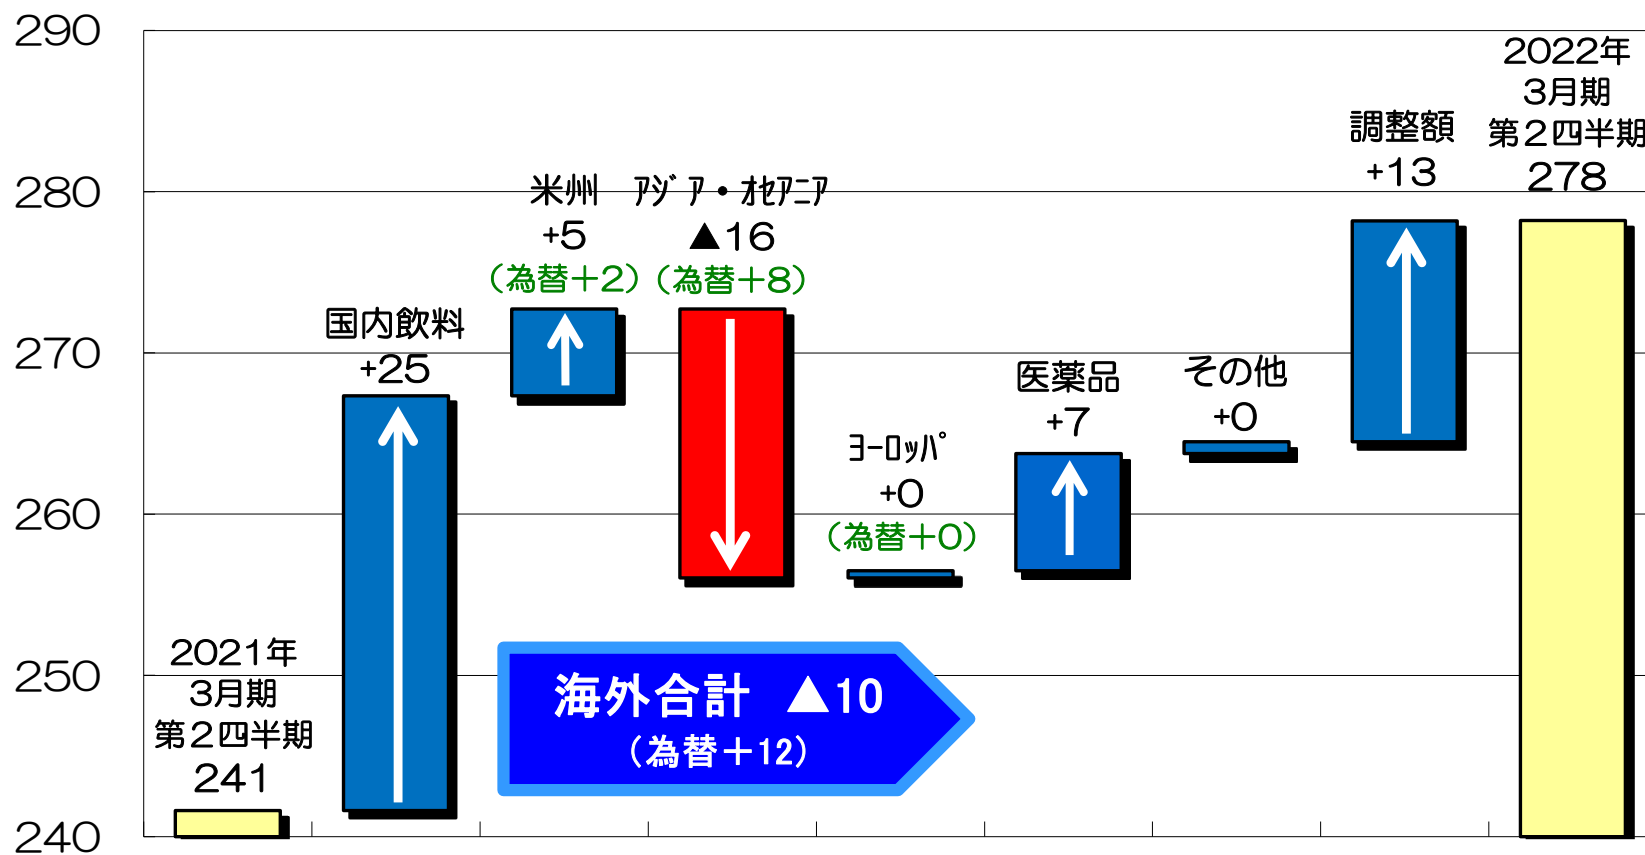 290
280
270
260
250
240
2021年
3月期
第2四半期
241
国内飲料
+25
米州
+5
(為替+2)
ｱｼﾞｱ・ｵｾｱﾆｱ
▲16
(為替+8)
ﾖｰﾛｯﾊﾟ
+0
(為替+0)
医薬品
+7
その他
+0
調整額
+13
2022年
3月期
第2四半期
278
海外合計 ▲10
(為替+12)